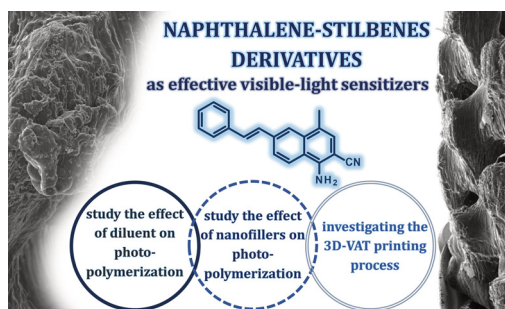 NAPHTHALENE-STILBENES
DERIVATIVES
as effective visible-light sensitizers
CN
NH₂
study the effect
of diluent on
photo-
polymerization
study the effect
of nanofillers on
photo-
polymerization
investigating the
3D-VAT printing
process